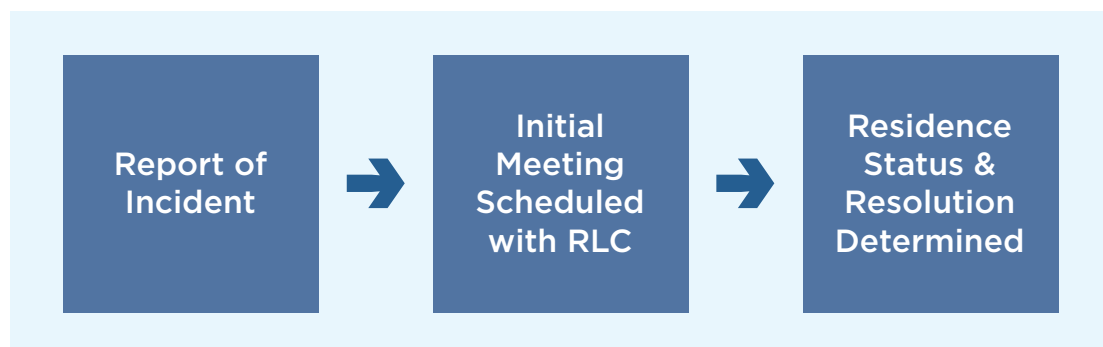 Report of
Incident
Initial
Meeting
Scheduled
with RLC
Residence
Status &
Resolution
Determined